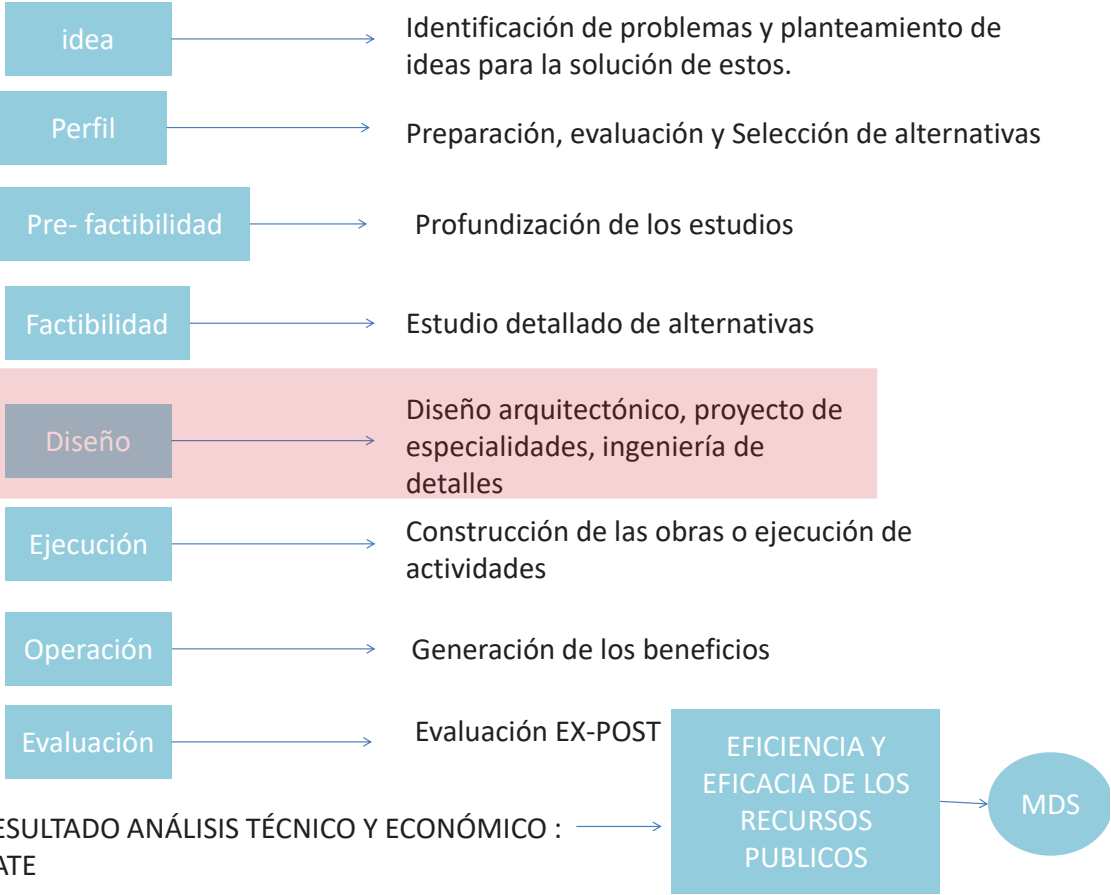 idea
Identificación de problemas y planteamiento de
ideas para la solución de estos.
Perfil
Preparación, evaluación y Selección de alternativas
Pre- factibilidad
Profundización de los estudios
Factibilidad
Estudio detallado de alternativas
Diseño
Diseño arquitectónico, proyecto de
especialidades, ingeniería de
detalles
Ejecución
Construcción de las obras o ejecución de
actividades
Operación
Generación de los beneficios
Evaluación
Evaluación EX-POST
EFICIENCIA Y
EFICACIA DE LOS
RECURSOS
PUBLICOS
MDS
ESULTADO ANÁLISIS TÉCNICO Y ECONÓMICO :
ATE